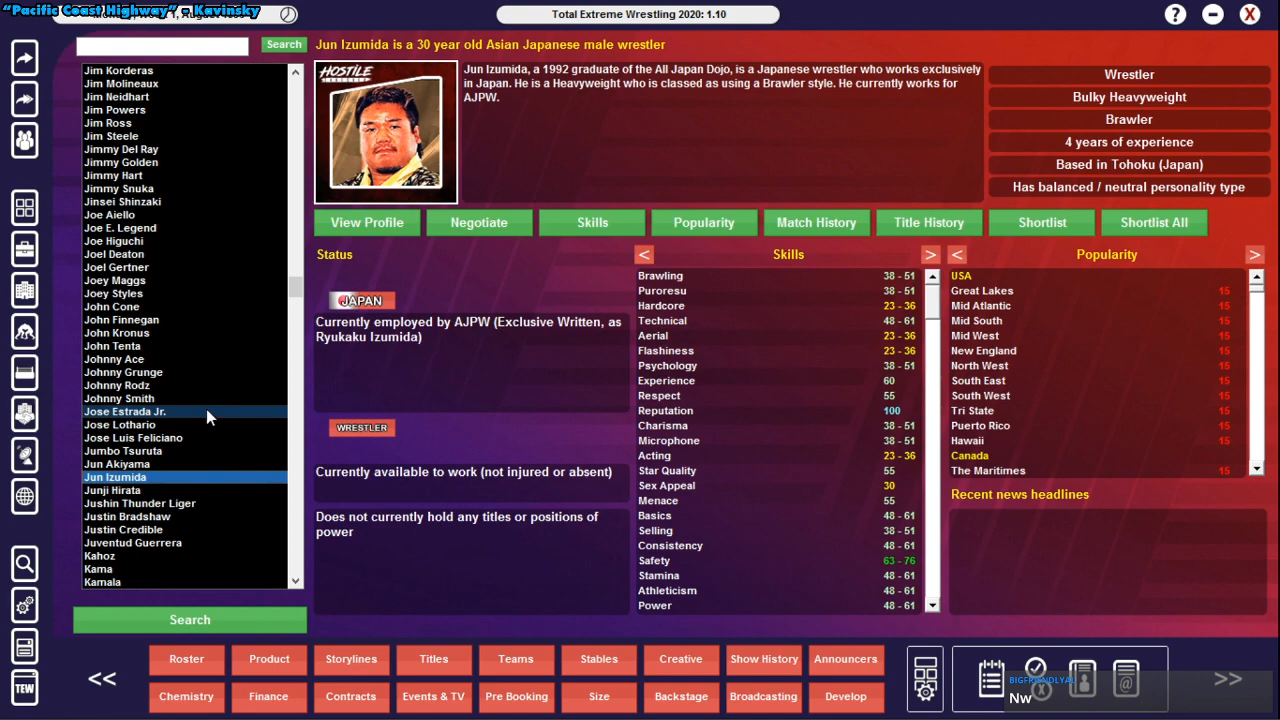 "Pacific Coast Highway" - Kavinsky
Total Extreme Wrestling 2020: 1.10
Search
Jun Izumida is a 30 year old Asian Japanese male wrestler
Jim Korderas
Jim Molineaux
Jim Neidhart
Jim Powers
Jim Ross
Jim Steele
Jimmy Del Ray
Jimmy Golden
Jimmy Hart
Jimmy Snuka
Jinsei Shinzaki
Joe Aiello
Joe E. Legend
Joe Higuchi
Joel Deaton
Joel Gertner
Joey Maggs
Joey Styles
John Cone
John Finnegan
John Kronus
John Tenta
Johnny Ace
Johnny Grunge
Johnny Rodz
Johnny Smith
Jose Estrada Jr.
Jose Lothario
Jose Luis Feliciano
Jumbo Tsuruta
Jun Akiyama
Jun Izumida
Junji Hirata
Jushin Thunder Liger
Justin Bradshaw
Justin Credible
Juventud Guerrera
Kahoz
Kama
Kamala
Search
HOSTILE
Jun Izumida, a 1992 graduate of the All Japan Dojo, is a Japanese wrestler who works exclusively
in Japan. He is a Heavyweight who is classed as using a Brawler style. He currently works for
AJPW.
Wrestler
Bulky Heavyweight
Brawler
4 years of experience
Based in Tohoku (Japan)
Has balanced / neutral personality type
View Profile
Negotiate
Skills
Popularity
Match History
Title History
Shortlist
Shortlist All
Status
JAPAN
Currently employed by AJPW (Exclusive Written, as
Ryukaku Izumida)
WRESTLER
Currently available to work (not injured or absent)
Does not currently hold any titles or positions of
power
< Skills >
Brawling 38 - 51
Puroresu 38 - 51
Hardcore 23 - 36
Technical 48 - 61
Aerial 23 - 36
Flashiness 23 - 36
Psychology 38 - 51
Experience 60
Respect 55
Reputation 100
Charisma 38 - 51
Microphone 38 - 51
Acting 23 - 36
Star Quality 55
Sex Appeal 30
Menace 55
Basics 48 - 61
Selling 38 - 51
Consistency 48 - 61
Safety 63 - 76
Stamina 48 - 61
Athleticism 48 - 61
Power 48 - 61
< Popularity >
USA
Great Lakes 15
Mid Atlantic 15
Mid South 15
Mid West 15
New England 15
North West 15
South East 15
South West 15
Tri State 15
Puerto Rico 15
Hawaii 15
Canada
The Maritimes 15
Recent news headlines
<<
Roster
Product
Storylines
Titles
Teams
Stables
Creative
Show History
Announcers
Chemistry
Finance
Contracts
Events & TV
Pre Booking
Size
Backstage
Broadcasting
Develop
>>
TEW
Nw